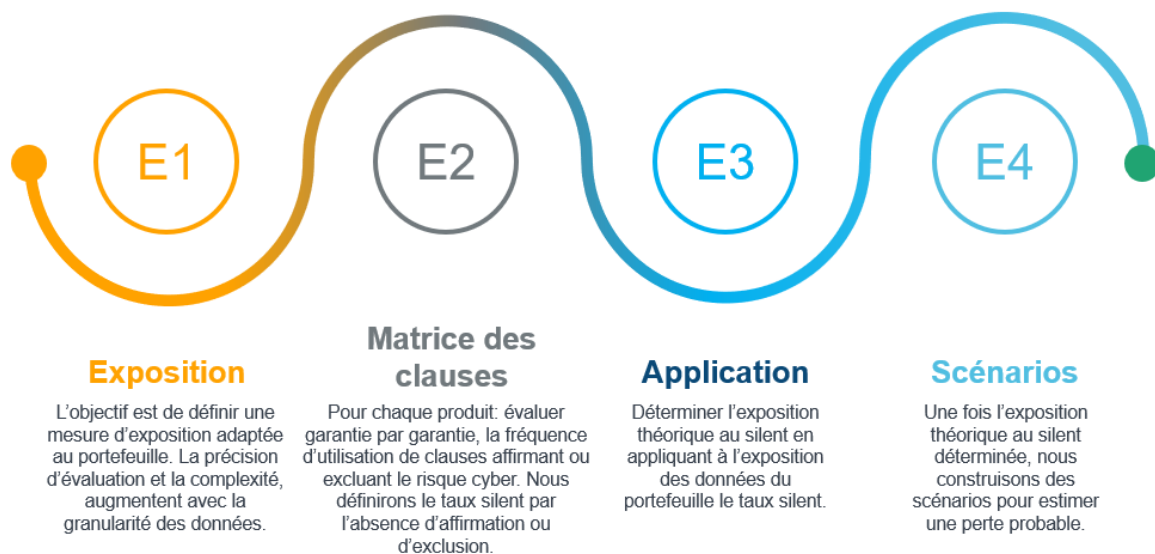 E1
E2
E3
E4
Exposition
L’objectif est de définir une
mesure d’exposition adaptée
au portefeuille. La précision
d’évaluation et la complexité,
augmentent avec la
granularité des données.
Matrice des
clauses
Pour chaque produit: évaluer
garantie par garantie, la fréquence
d’utilisation de clauses affirmant ou
excluant le risque cyber. Nous
définirons le taux silent par
l’absence d’affirmation ou
d’exclusion.
Application
Déterminer l’exposition
théorique au silent en
appliquant à l’exposition
des données du
portefeuille le taux silent.
Scénarios
Une fois l’exposition
théorique au silent
déterminée, nous
construisons des
scénarios pour estimer
une perte probable.